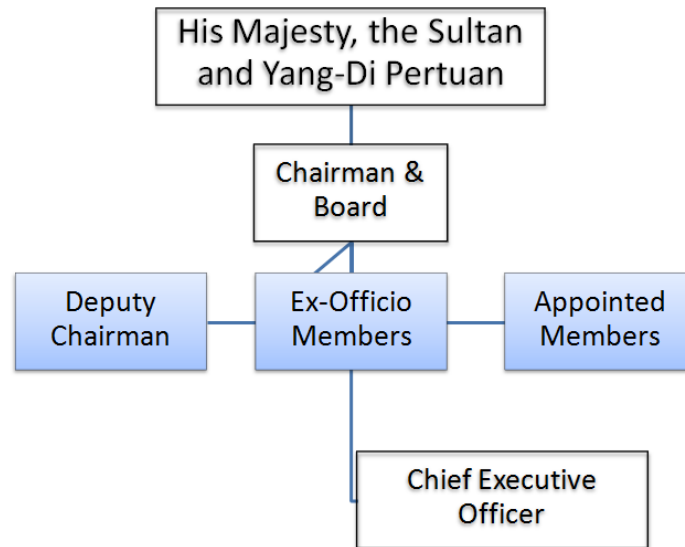 His Majesty, the Sultan
and Yang-Di Pertuan
Chairman &
Board
Deputy
Chairman
Ex-Officio
Members
Appointed
Members
Chief Executive
Officer